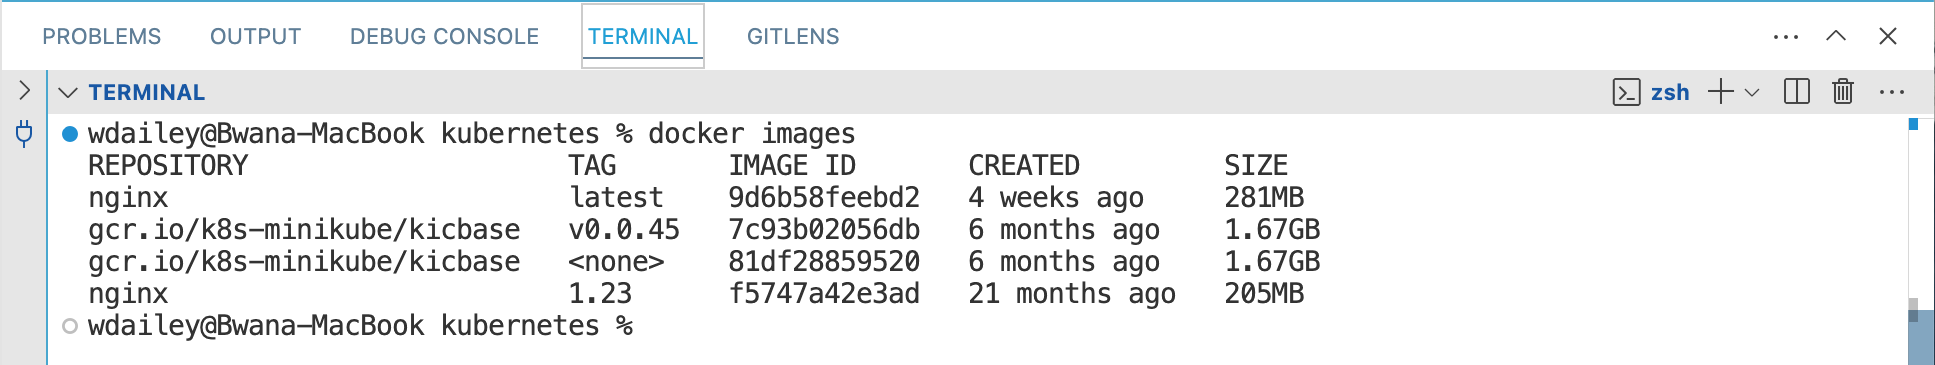 PROBLEMS OUTPUT DEBUG CONSOLE TERMINAL GITLENS
TERMINAL zsh
wdailey@Bwana-MacBook kubernetes % docker images
REPOSITORY TAG IMAGE ID CREATED SIZE
nginx latest 9d6b58feebd2 4 weeks ago 281MB
gcr.io/k8s-minikube/kicbase v0.0.45 7c93b02056db 6 months ago 1.67GB
gcr.io/k8s-minikube/kicbase <none> 81df28859520 6 months ago 1.67GB
nginx 1.23 f5747a42e3ad 21 months ago 205MB
wdailey@Bwana-MacBook kubernetes %